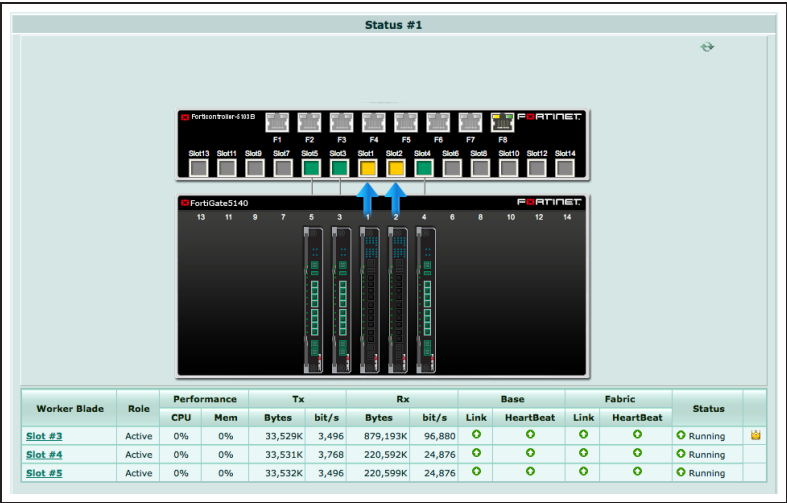 Status #1
Forticontroller-5103B FORTINET
F1 F2 F3 F4 F5 F6 F7 F8
Slot13 Slot11 Slot9 Slot7 Slot5 Slot3 Slot1 Slot2 Slot4 Slot6 Slot8 Slot10 Slot12 Slot14
FortiGate5140 FORTINET
13 11 9 7 5 3 1 2 4 6 8 10 12 14
Worker Blade Role Performance Tx Rx Base Fabric Status
CPU Mem Bytes bit/s Bytes bit/s Link HeartBeat Link HeartBeat
Slot #3 Active 0% 0% 33,529K 3,496 879,193K 96,880 Running
Slot #4 Active 0% 0% 33,531K 3,768 220,592K 24,876 Running
Slot #5 Active 0% 0% 33,532K 3,496 220,599K 24,876 Running